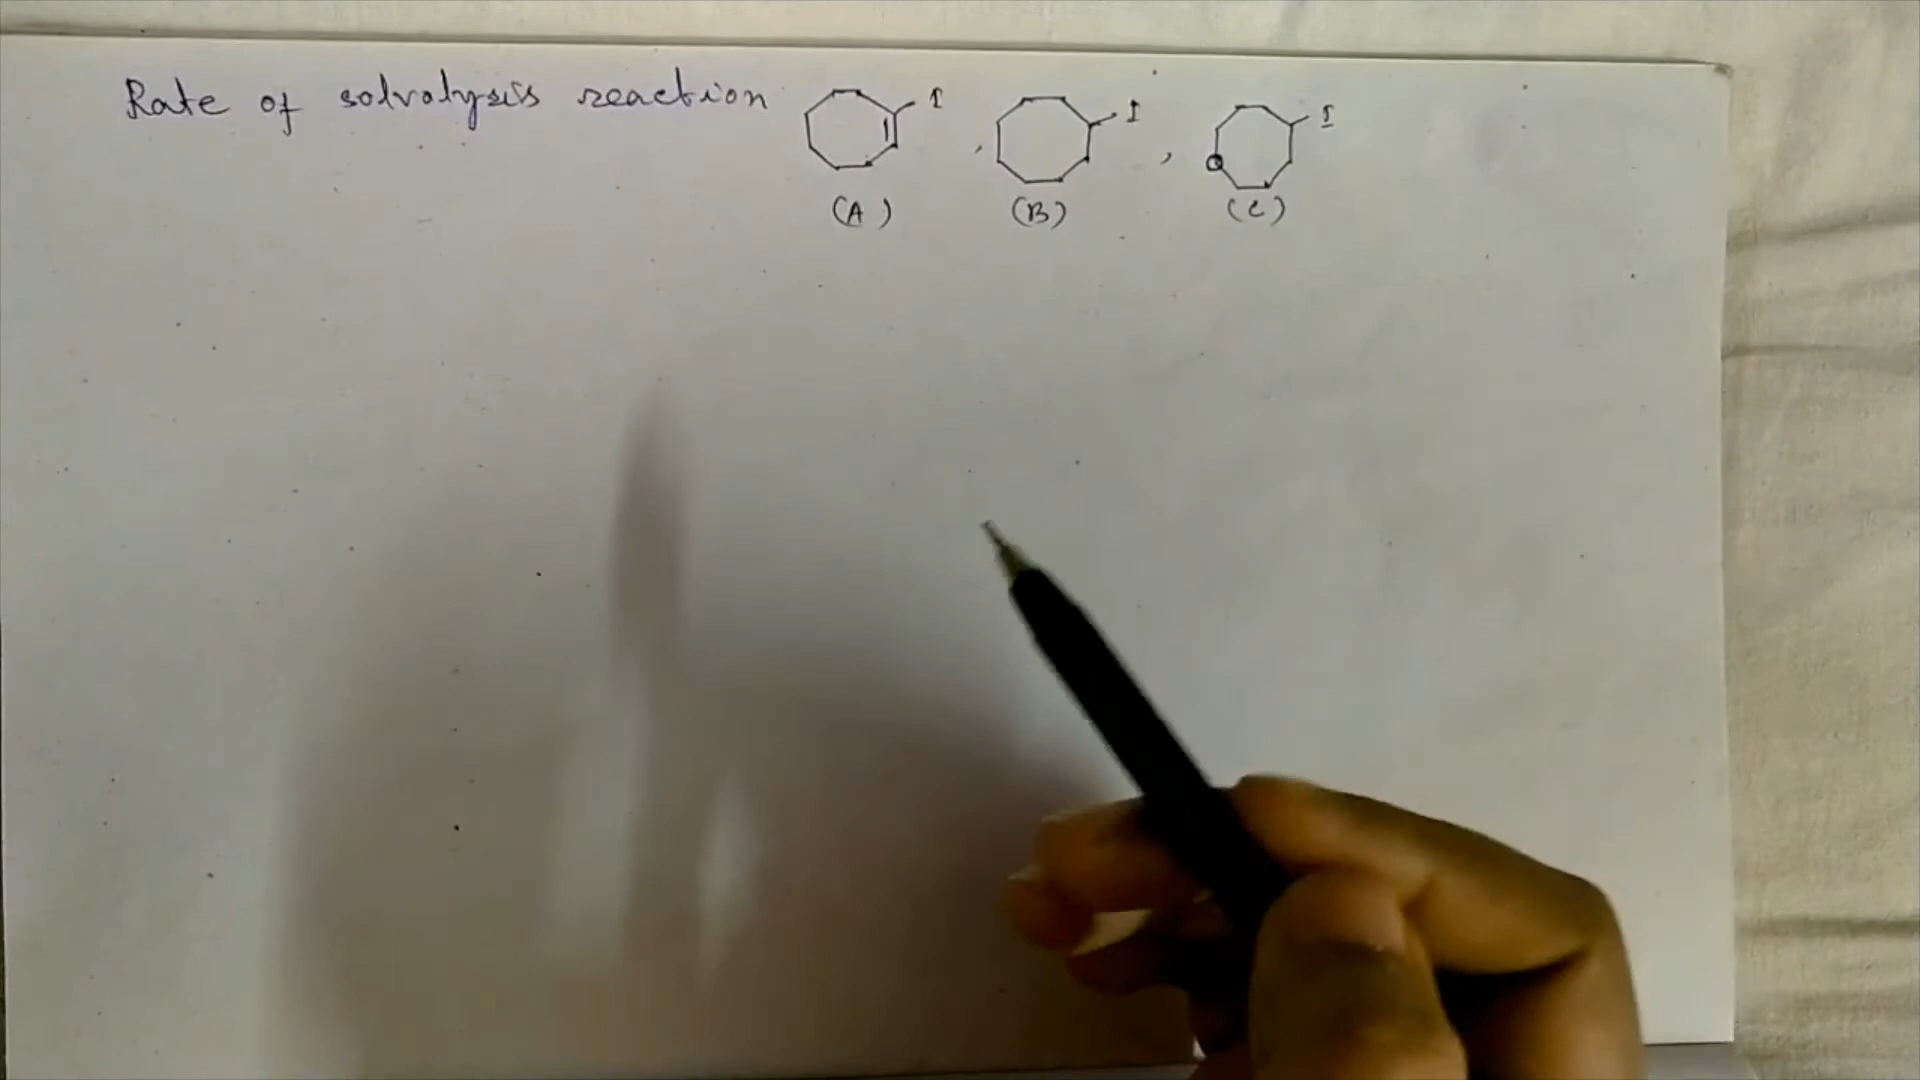 Rate of solvolysis reaction I , I , I
O
(A) (B) (C)